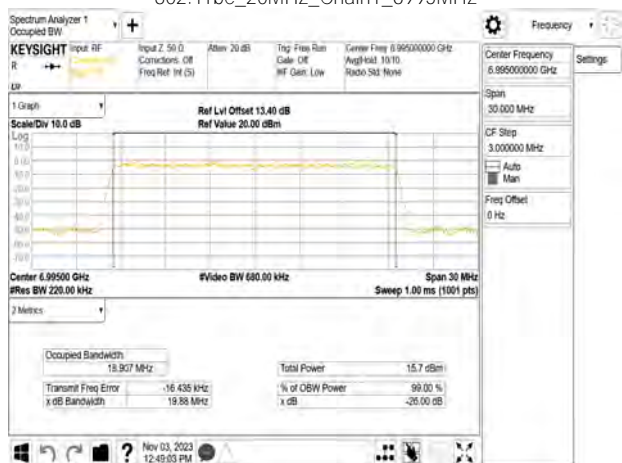 802.11be_20MHz_Chain1_6995MHz
Spectrum Analyzer 1
Occupied BW
+
Frequency
KEYSIGHT Input: RF
R
Input Z: 50 Ω
Corrections: Off
Freq Ref: Int (S)
Atten: 20 dB
Trig: Free Run
Gate: Off
#IF Gain: Low
Center Freq: 6.995000000 GHz
Avg|Hold: 10/10
Radio Std: None
Center Frequency
6.995000000 GHz
Settings
Span
30.000 MHz
CF Step
3.000000 MHz
Auto
Man
Freq Offset
0 Hz
1 Graph
Scale/Div 10.0 dB
Ref Lvl Offset 13.40 dB
Ref Value 20.00 dBm
Log
Center 6.99500 GHz
#Res BW 220.00 kHz
#Video BW 680.00 kHz
Span 30 MHz
Sweep 1.00 ms (1001 pts)
2 Metrics
Occupied Bandwidth
18.907 MHz
Total Power 15.7 dBm
Transmit Freq Error -16.435 kHz
% of OBW Power 99.00 %
x dB Bandwidth 19.88 MHz
x dB -26.00 dB
?
Nov 03, 2023
12:49:03 PM